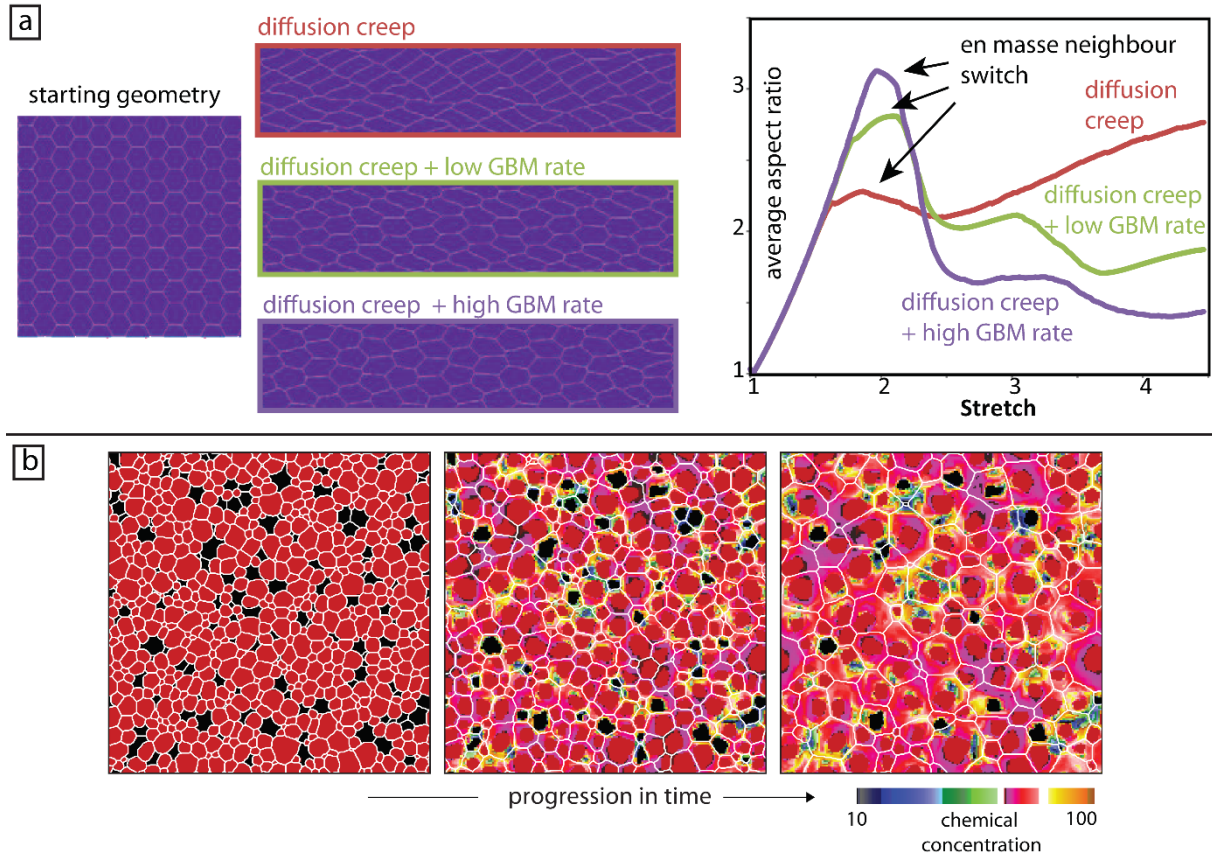 a
starting geometry
diffusion creep
diffusion creep + low GBM rate
diffusion creep + high GBM rate
average aspect ratio
3
2
1
en masse neighbour
switch
diffusion
creep
diffusion creep
+ low GBM rate
diffusion creep
+ high GBM rate
1
2
3
4
Stretch
b
progression in time
10
chemical
concentration
100